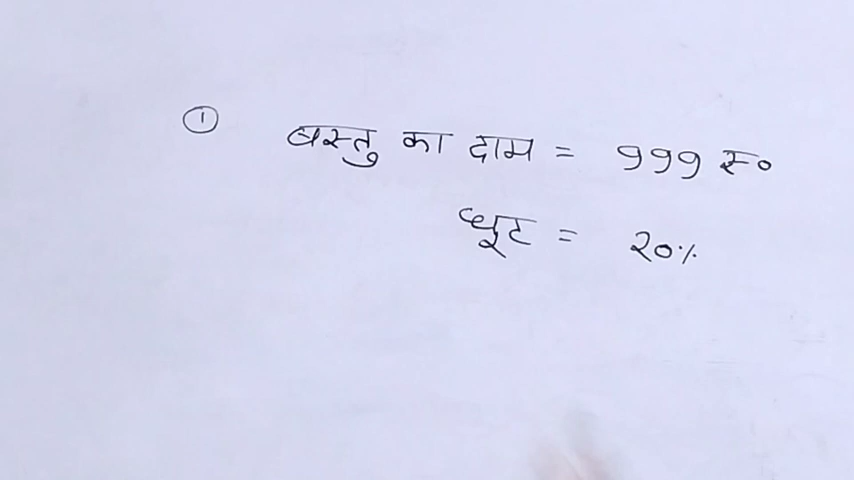 ① वस्तु का दाम = 999 रु०
छूट = 20%